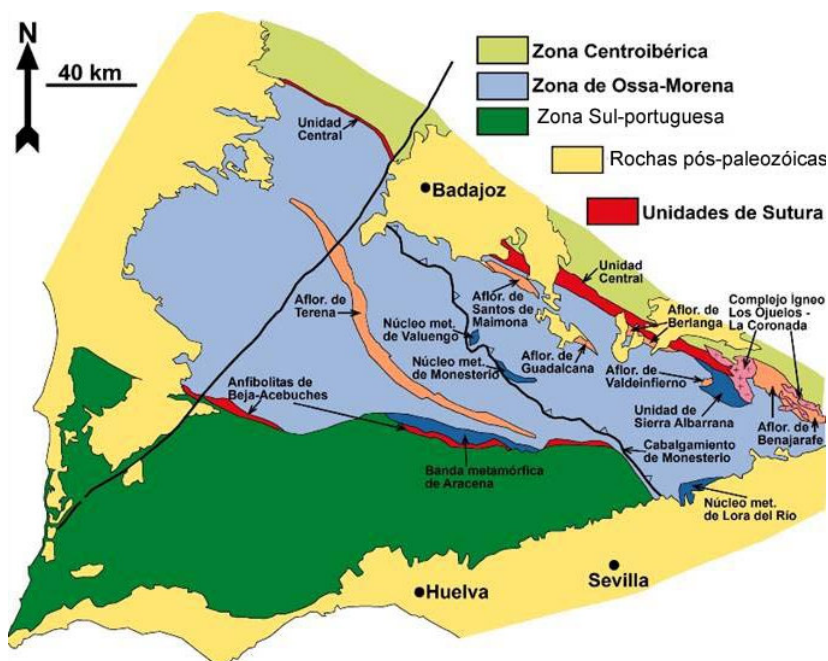 N
40 km
Zona Centroibérica
Zona de Ossa-Morena
Zona Sul-portuguesa
Rochas pós-paleozóicas
Unidades de Sutura
Unidad
Central
Badajoz
Unidad
Central
Aflor. de
Terena
Aflor. de
Santos de
Maimona
Aflor. de
Berlanga
Complejo ígneo
Los Ojuelos -
La Coronada
Núcleo met.
de Valuengo
Núcleo met.
de Monesterio
Aflor. de
Guadalcana
Aflor. de
Valdeinfierno
Unidad de
Sierra Albarrana
Aflor. de
Benajarafe
Anfibolitas de
Beja-Acebuches
Banda metamórfica
de Aracena
Cabalgamiento
de Monesterio
Núcleo met.
de Lora del Río
Huelva
Sevilla